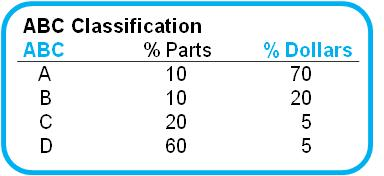 ABC Classification
ABC % Parts % Dollars
A 10 70
B 10 20
C 20 5
D 60 5